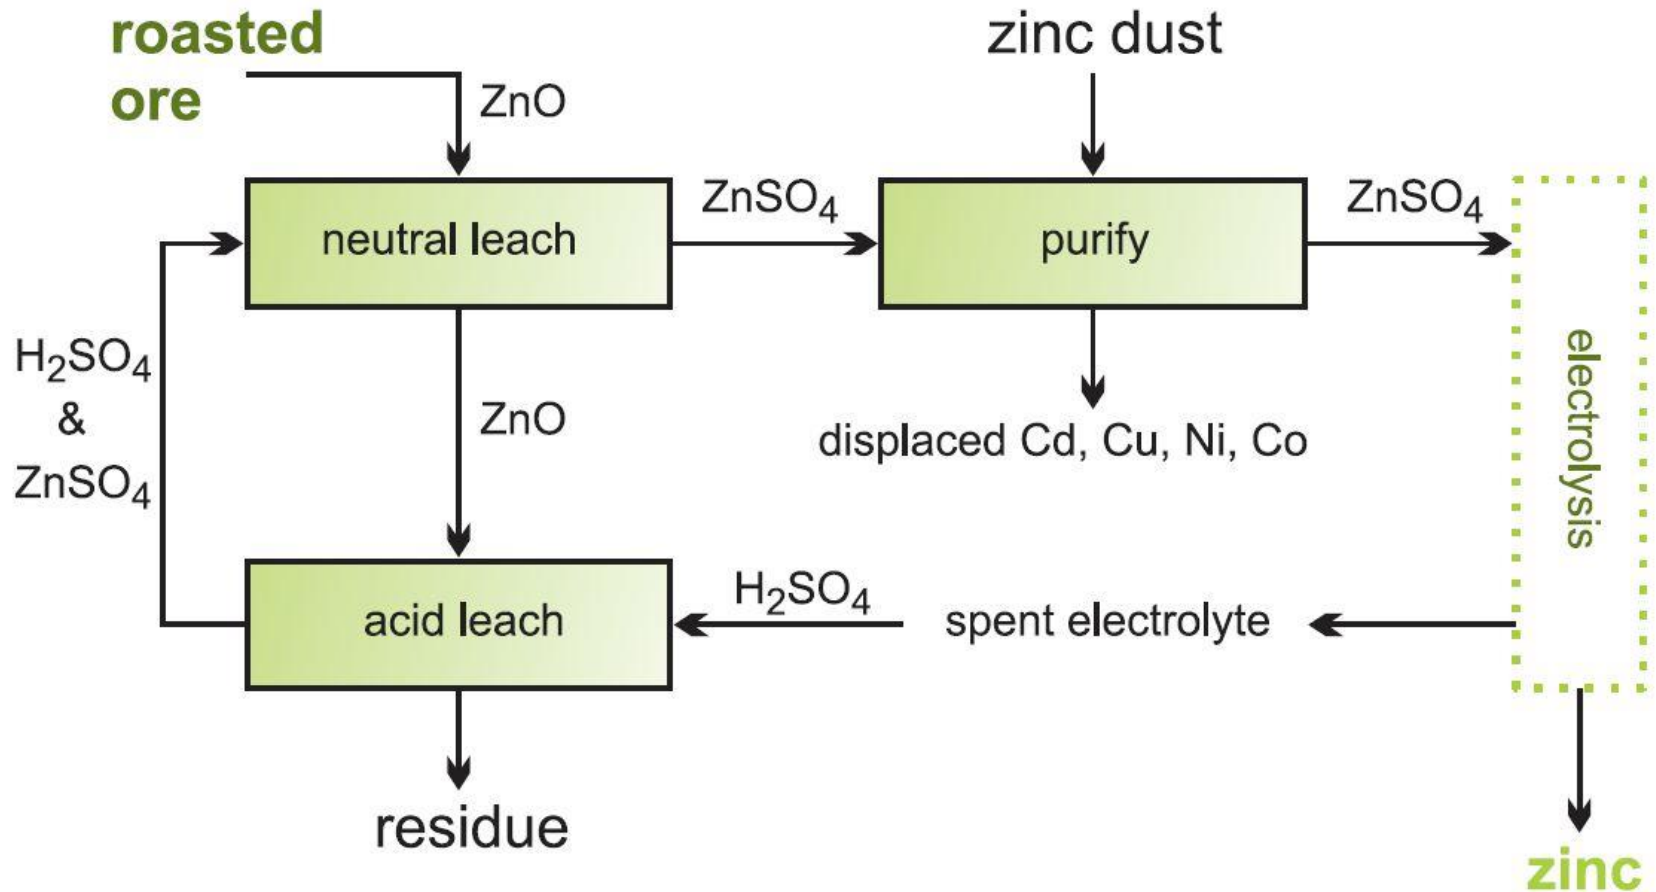 roasted
ore
zinc dust
ZnO
neutral leach
ZnSO₄
purify
ZnSO₄
electrolysis
H₂SO₄
&
ZnSO₄
ZnO
displaced Cd, Cu, Ni, Co
acid leach
H₂SO₄
spent electrolyte
residue
zinc